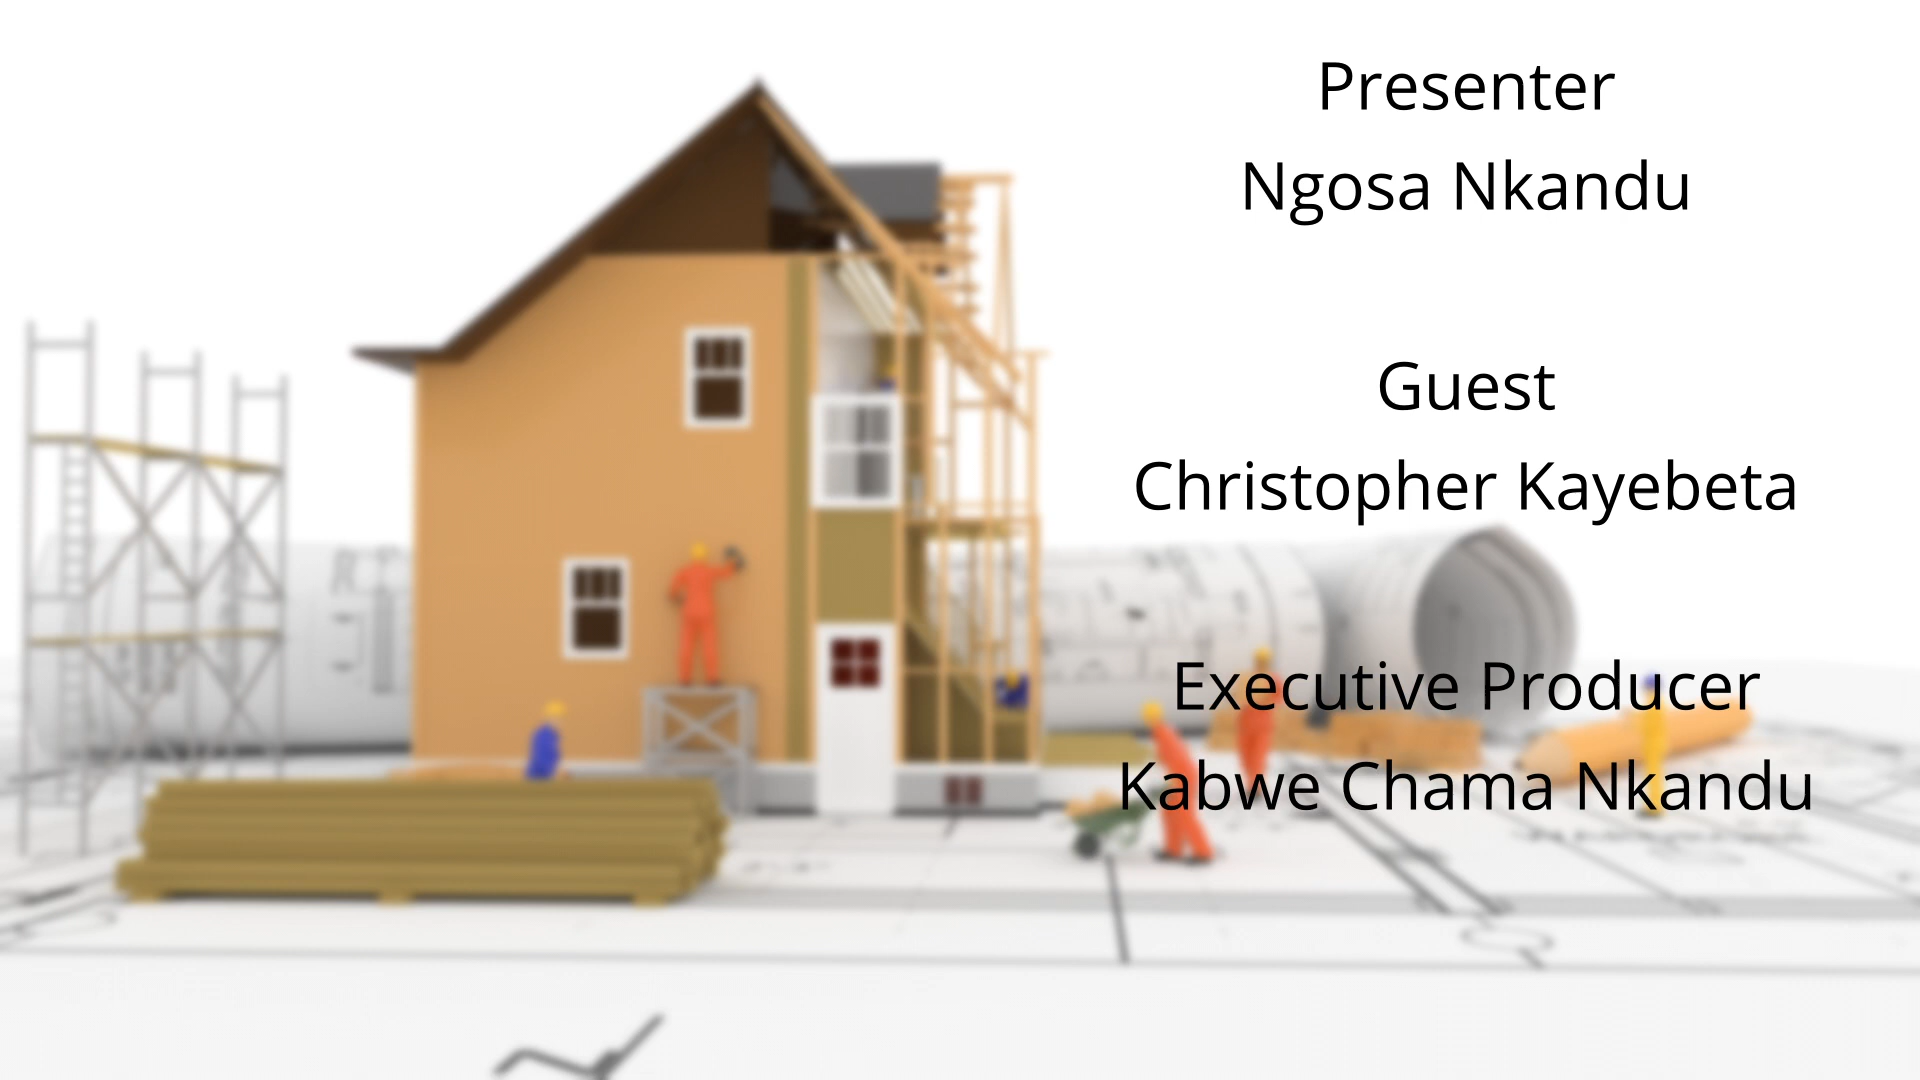 Presenter
Ngosa Nkandu
Guest
Christopher Kayebeta
Executive Producer
Kabwe Chama Nkandu